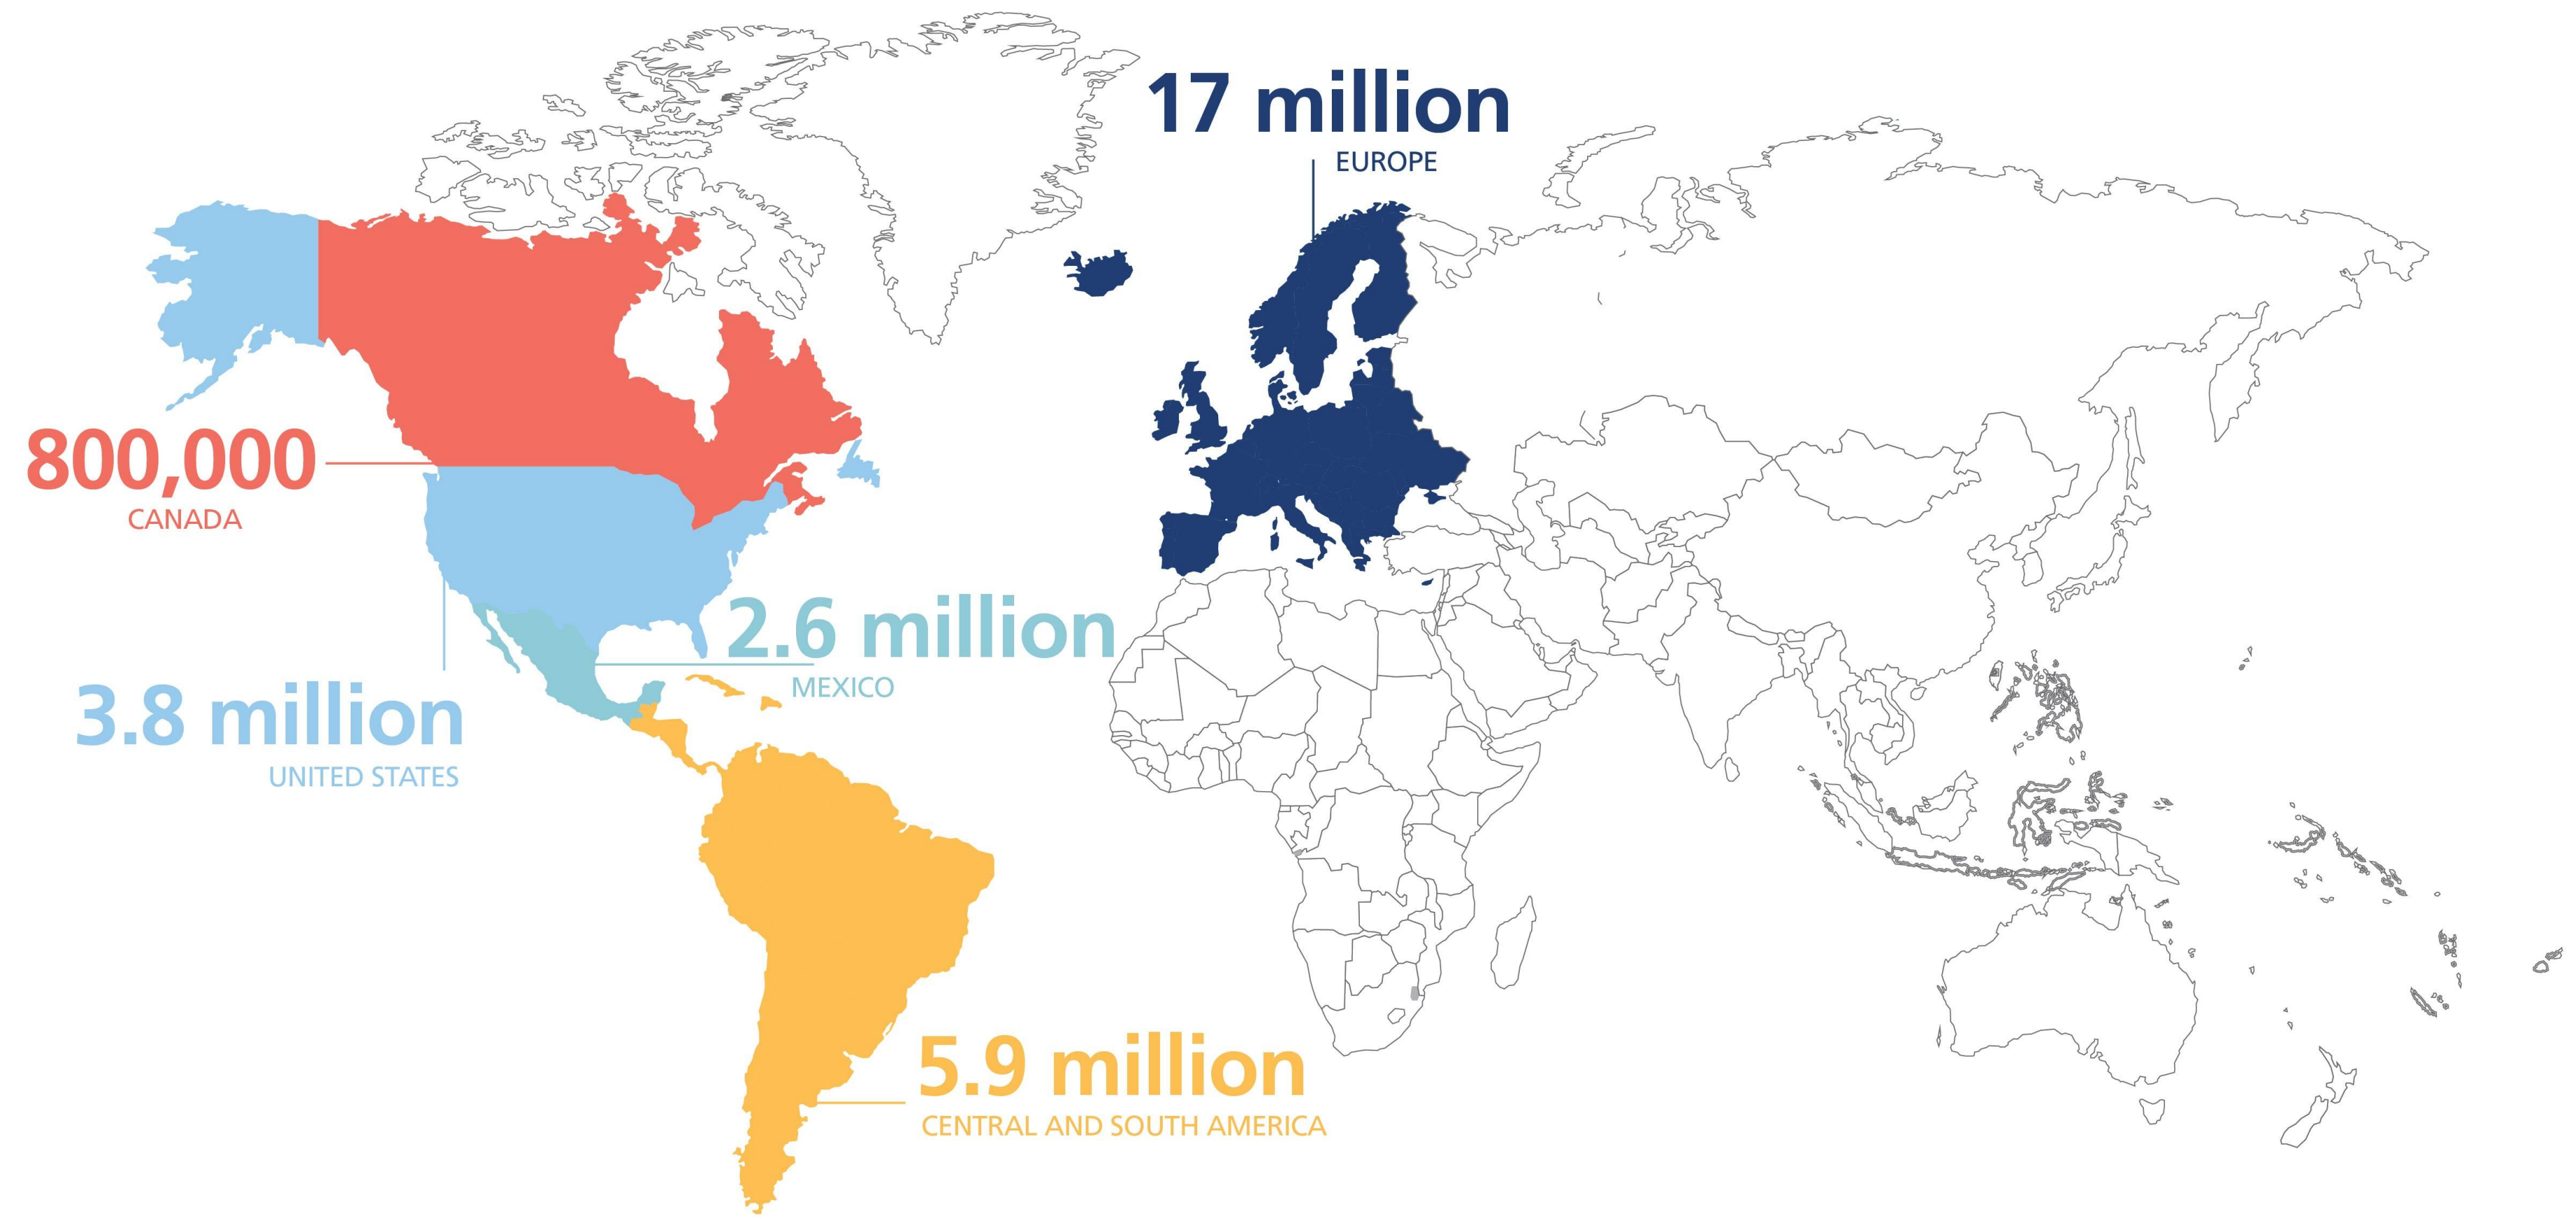 17 million
EUROPE
800,000
CANADA
2.6 million
MEXICO
3.8 million
UNITED STATES
5.9 million
CENTRAL AND SOUTH AMERICA